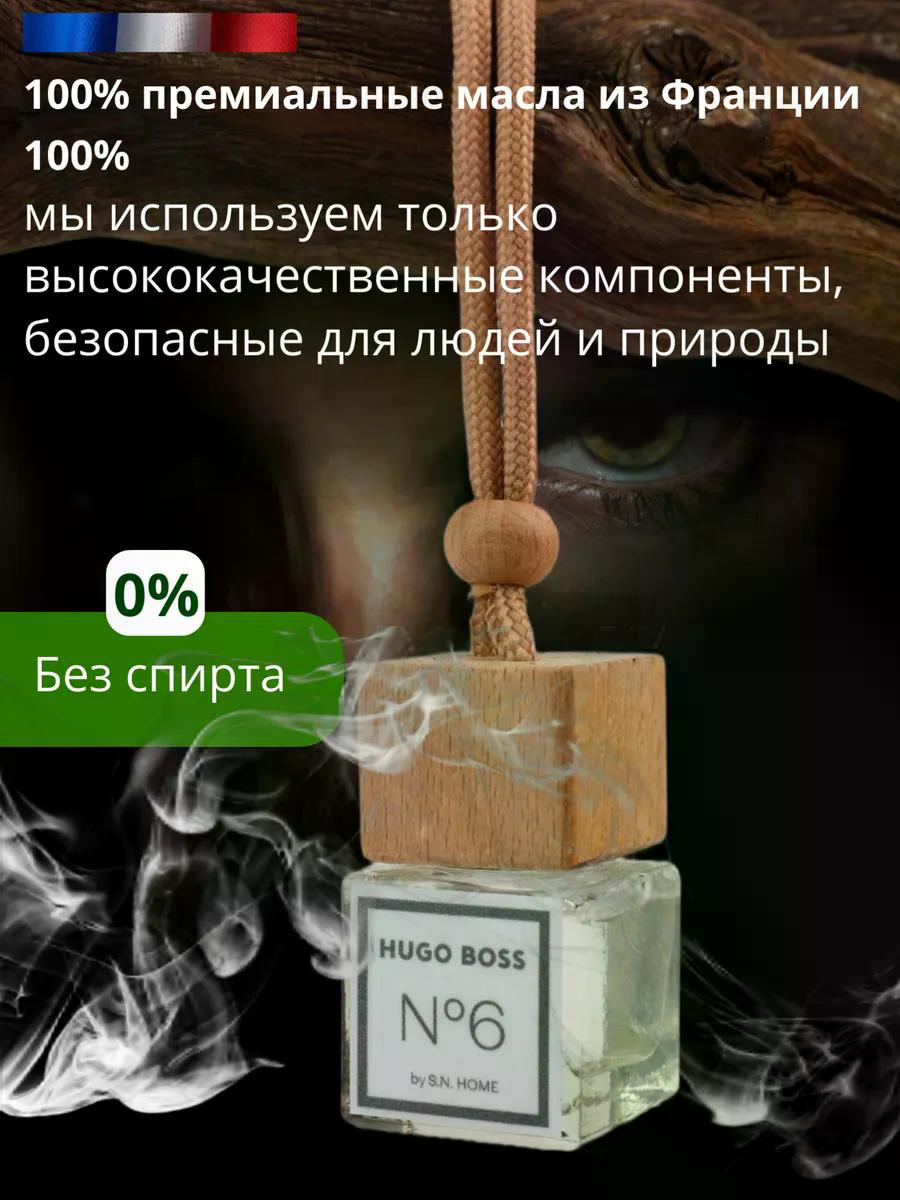 100% премиальные масла из Франции
100%
мы используем только
высококачественные компоненты,
безопасные для людей и природы
0%
Без спирта
HUGO BOSS
Nº6
by S.N. HOME